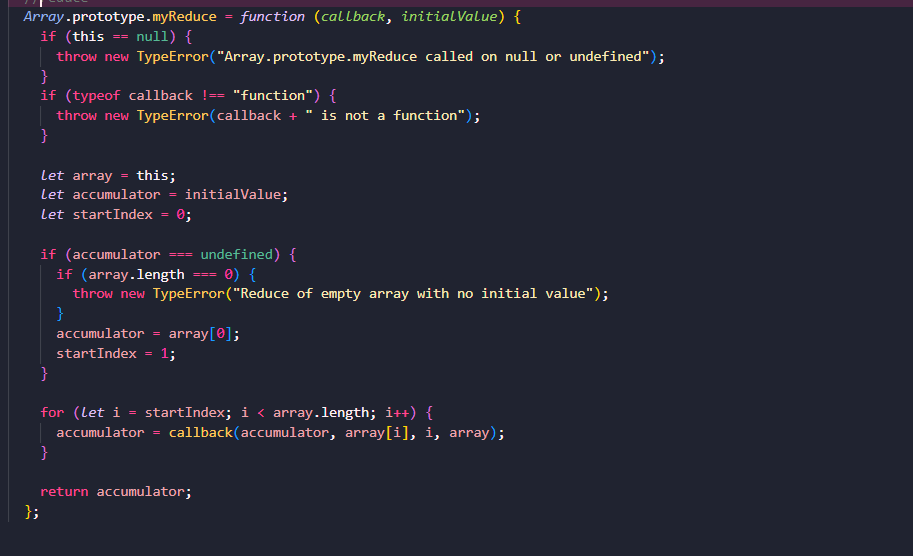 Array.prototype.myReduce = function (callback, initialValue) {
  if (this == null) {
    throw new TypeError("Array.prototype.myReduce called on null or undefined");
  }
  if (typeof callback !== "function") {
    throw new TypeError(callback + " is not a function");
  }

  let array = this;
  let accumulator = initialValue;
  let startIndex = 0;

  if (accumulator === undefined) {
    if (array.length === 0) {
      throw new TypeError("Reduce of empty array with no initial value");
    }
    accumulator = array[0];
    startIndex = 1;
  }

  for (let i = startIndex; i < array.length; i++) {
    accumulator = callback(accumulator, array[i], i, array);
  }

  return accumulator;
};